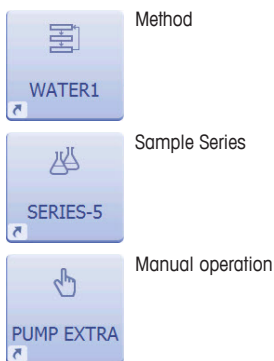 Method
WATER1
Sample Series
SERIES-5
Manual operation
PUMP EXTRA